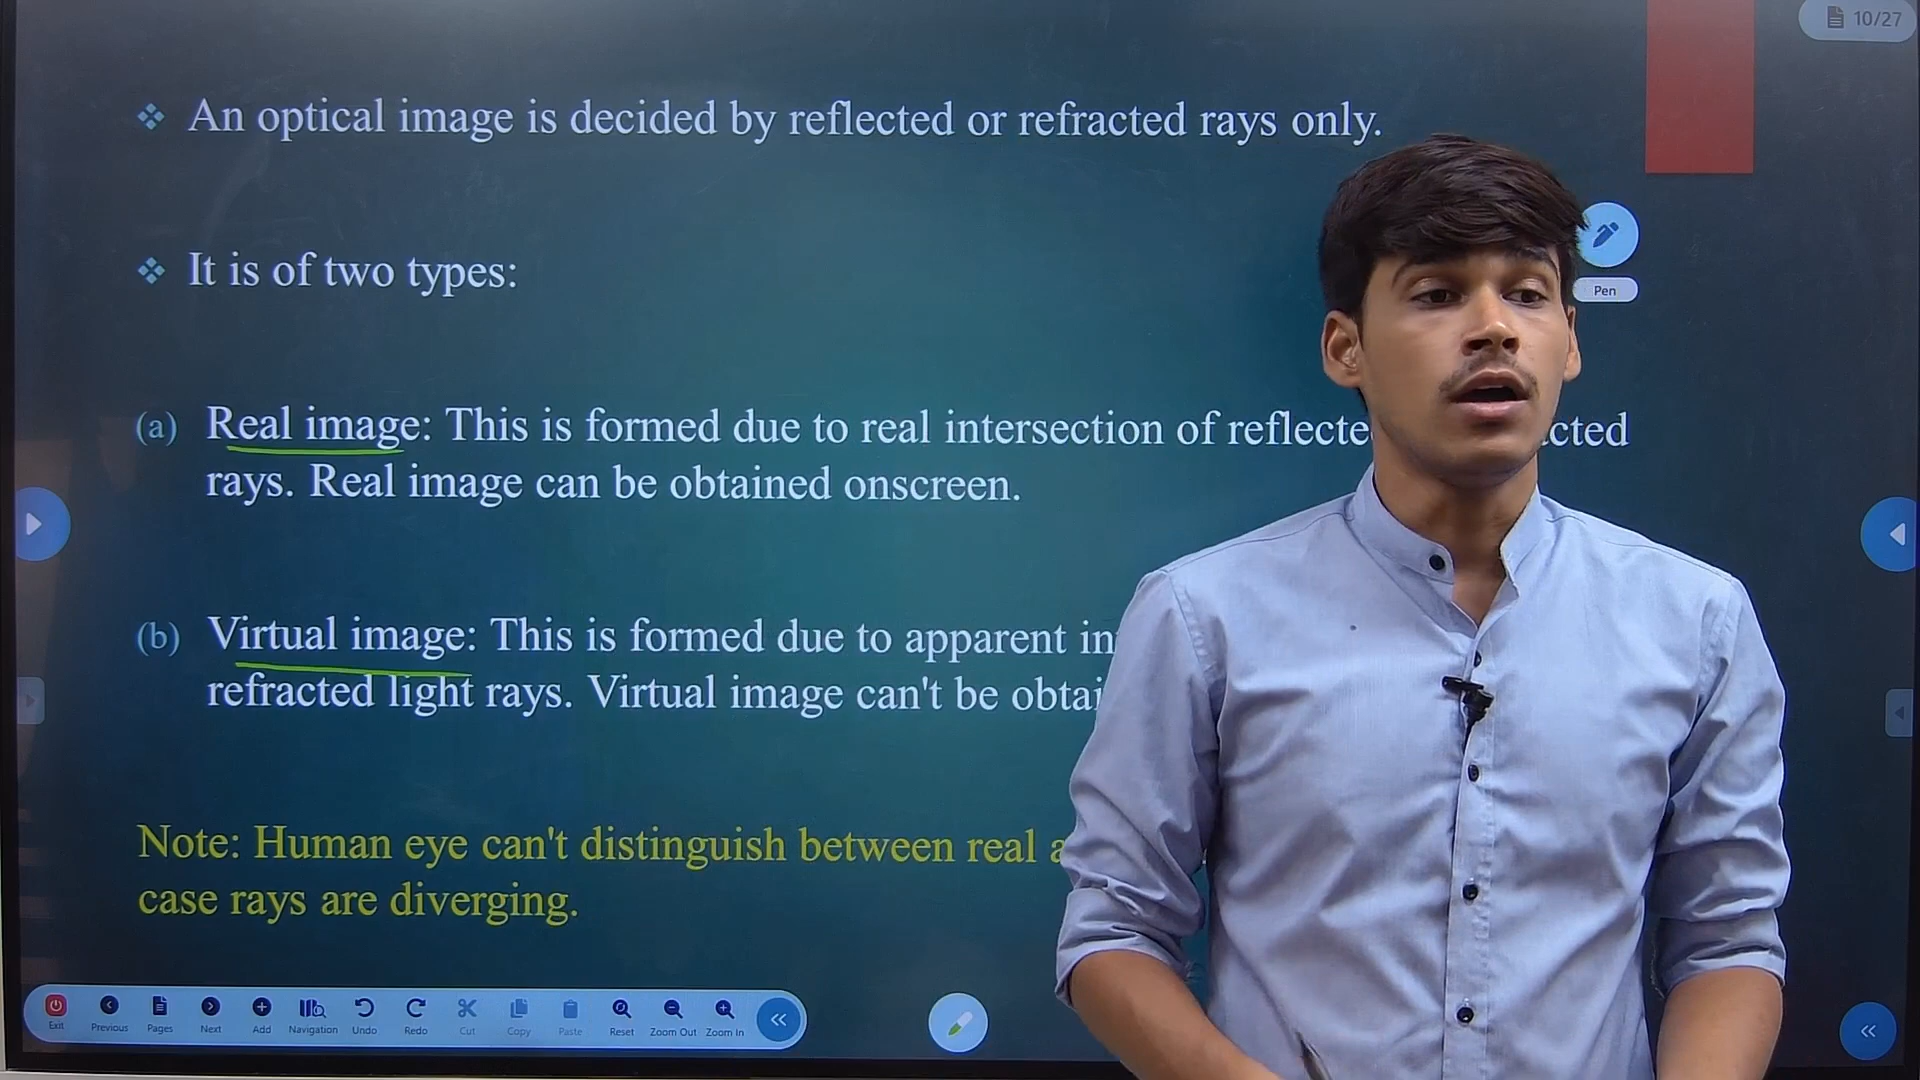 10/27
❖ An optical image is decided by reflected or refracted rays only.
❖ It is of two types:
Pen
(a) Real image: This is formed due to real intersection of
rays. Real image can be obtained onscreen.
(b) Virtual image: This is formed due to apparent
refracted light rays. Virtual image can't be
Note: Human eye can't distinguish between real
case rays are diverging.
Exit Previous Pages Next Add Navigation Undo Redo Cut Copy Paste Reset Zoom Out Zoom In